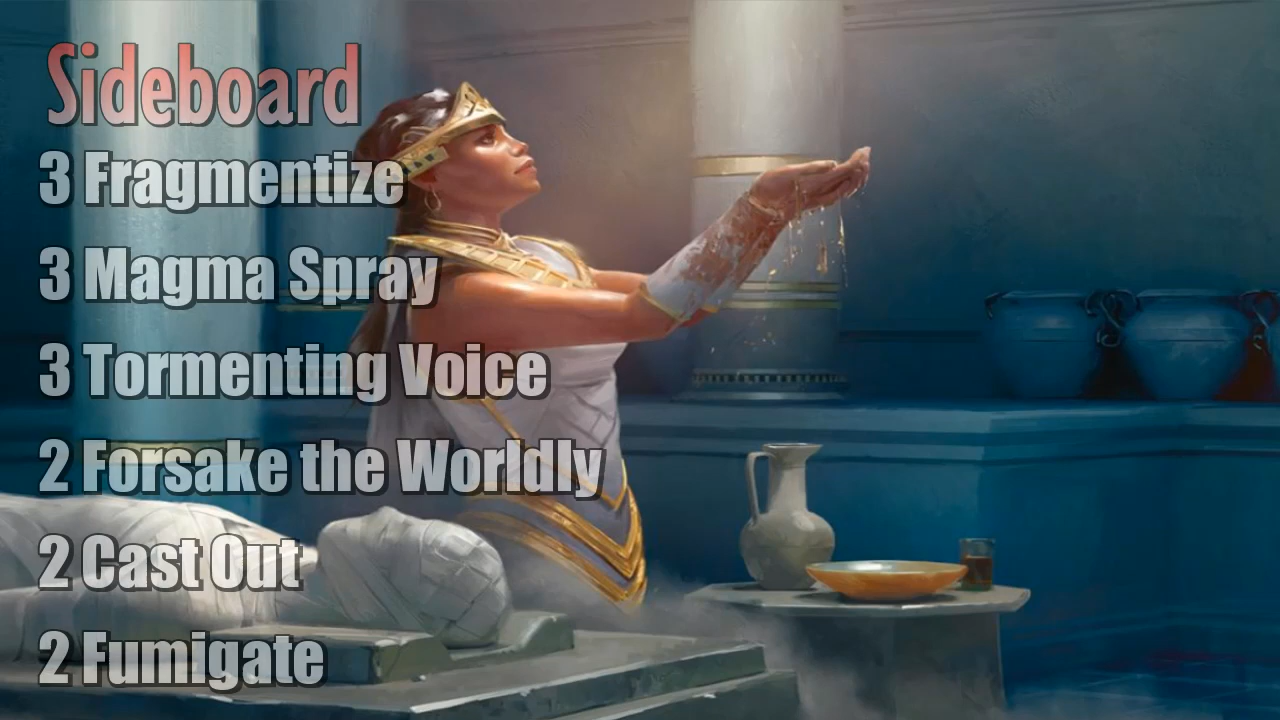 Sideboard
3 Fragmentize
3 Magma Spray
3 Tormenting Voice
2 Forsake the Worldly
2 Cast Out
2 Fumigate